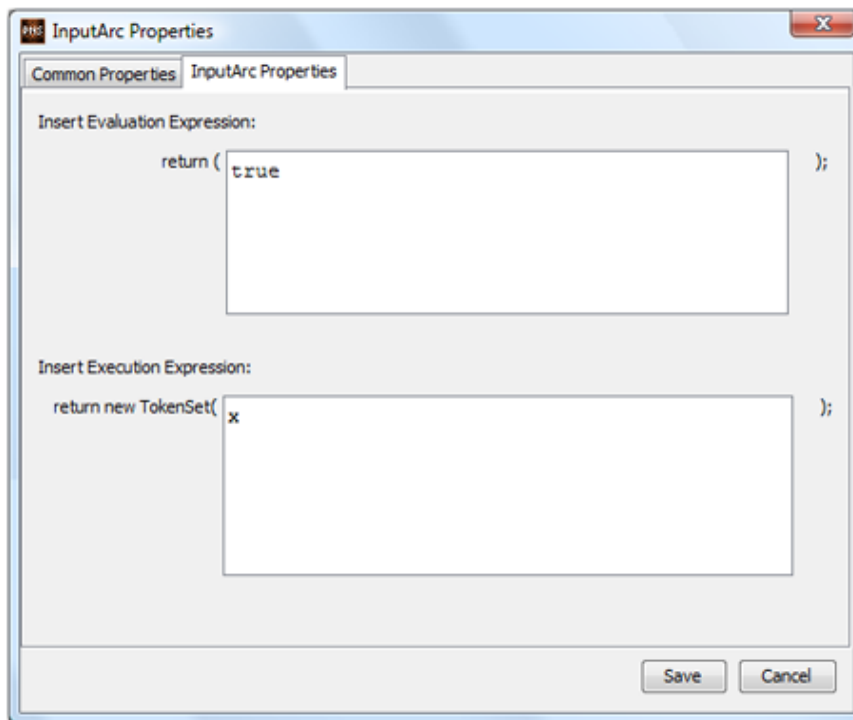 InputArc Properties
Common Properties InputArc Properties
Insert Evaluation Expression:
return ( true );
Insert Execution Expression:
return new TokenSet( x );
Save Cancel